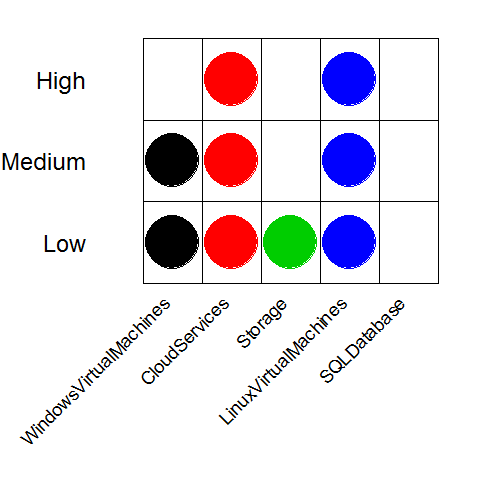 High
Medium
Low
WindowsVirtualMachines
CloudServices
Storage
LinuxVirtualMachines
SQLDatabase